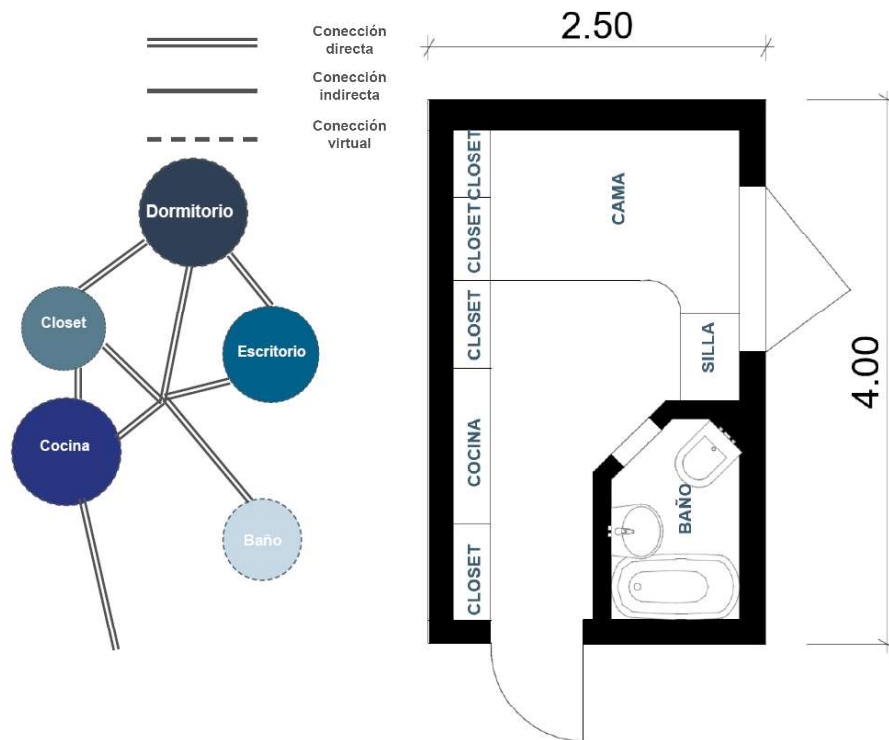 Conección
directa
Conección
indirecta
Conección
virtual
Dormitorio
Closet
Escritorio
Cocina
Baño
2.50
4.00
CLOSET
CLOSET
CLOSET
COCINA
CLOSET
CAMA
SILLA
BAÑO